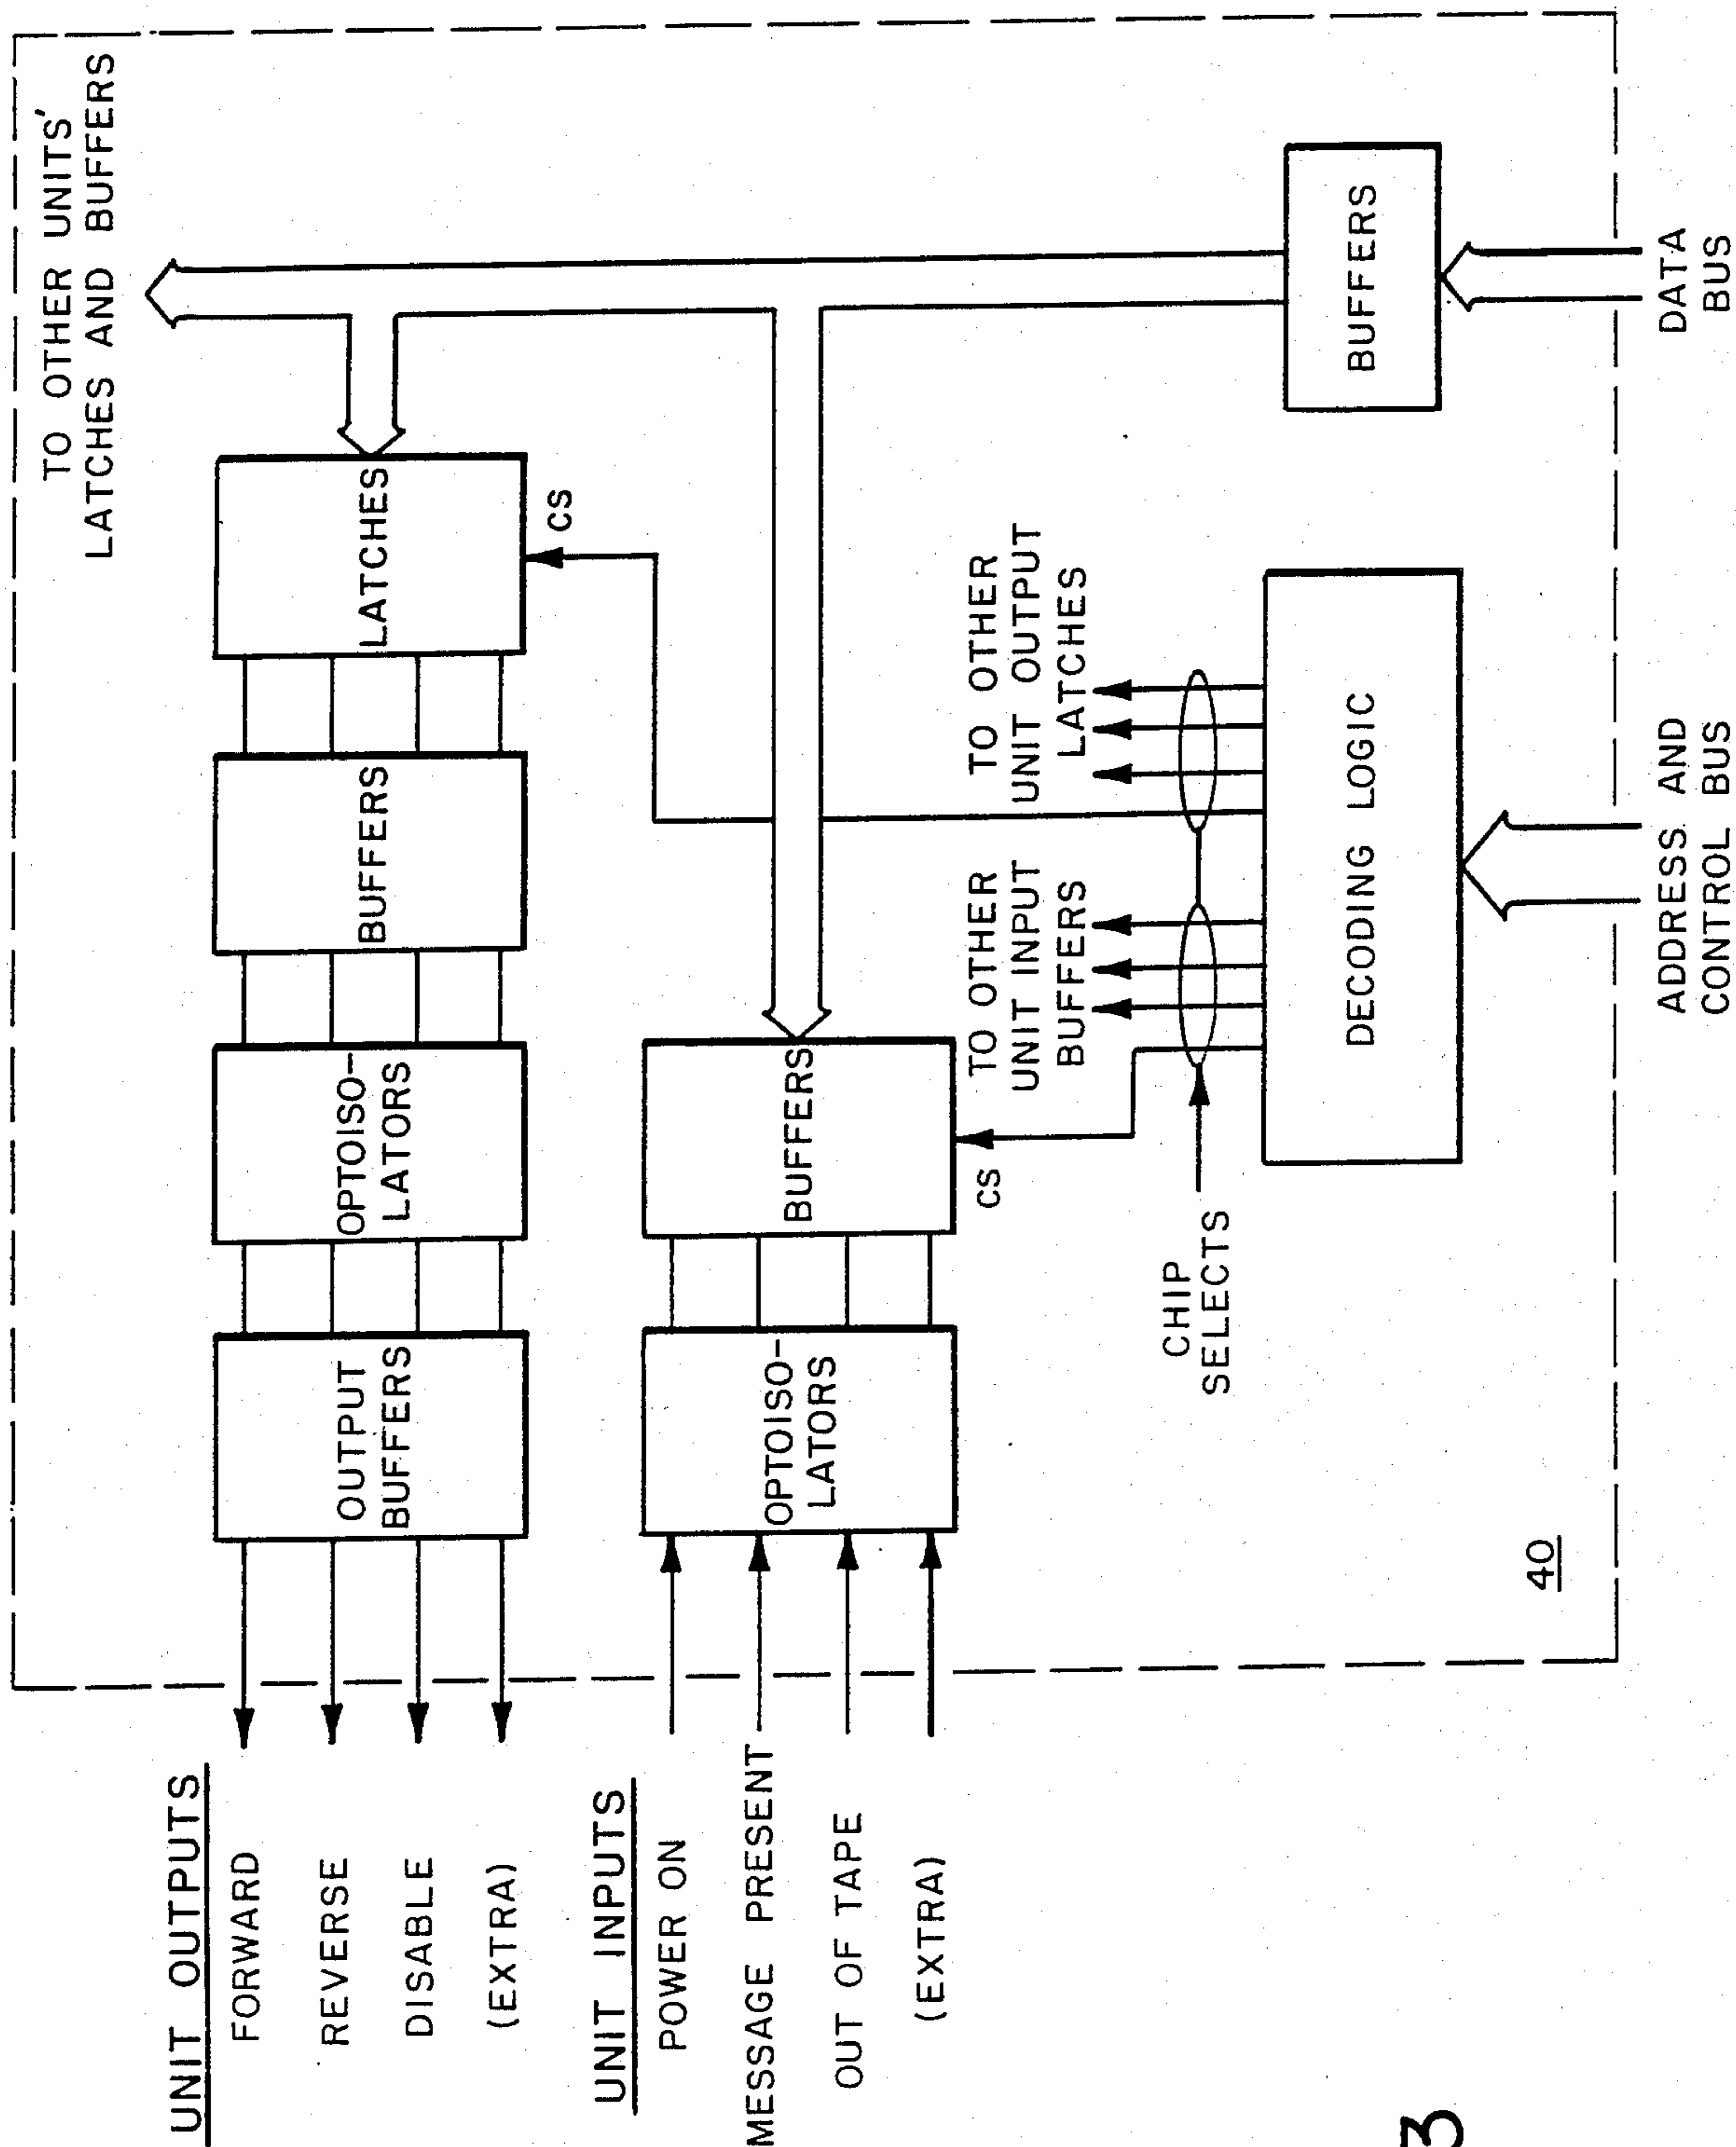 TO OTHER UNITS'
LATCHES AND BUFFERS
UNIT OUTPUTS
FORWARD
REVERSE
DISABLE
(EXTRA)
OUTPUT
BUFFERS
OPTOISO-
LATORS
BUFFERS
LATCHES
CS
UNIT INPUTS
POWER ON
MESSAGE PRESENT
OUT OF TAPE
(EXTRA)
OPTOISO-
LATORS
BUFFERS
CS
TO OTHER
UNIT INPUT
BUFFERS
TO OTHER
UNIT OUTPUT
LATCHES
CHIP
SELECTS
DECODING LOGIC
BUFFERS
40
ADDRESS AND
CONTROL BUS
DATA
BUS
3